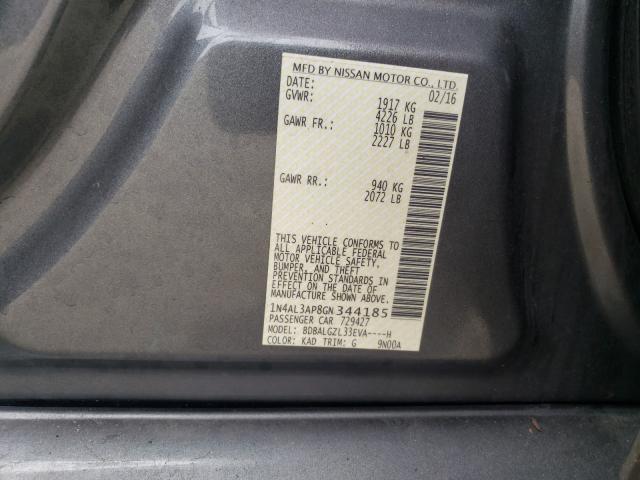 MFD BY NISSAN MOTOR CO., LTD.
DATE: 02/16
GVWR: 1917 KG
4226 LB
GAWR FR.: 1010 KG
2227 LB
GAWR RR.: 940 KG
2072 LB
THIS VEHICLE CONFORMS TO
ALL APPLICABLE FEDERAL
MOTOR VEHICLE SAFETY,
BUMPER, AND THEFT
PREVENTION STANDARDS IN
EFFECT ON THE DATE OF
MANUFACTURE SHOWN ABOVE.
1N4AL3AP8GN344185
PASSENGER CAR 729427
MODEL: BDBALGZL33EVA----H
COLOR: KAD TRIM: G 9N00A